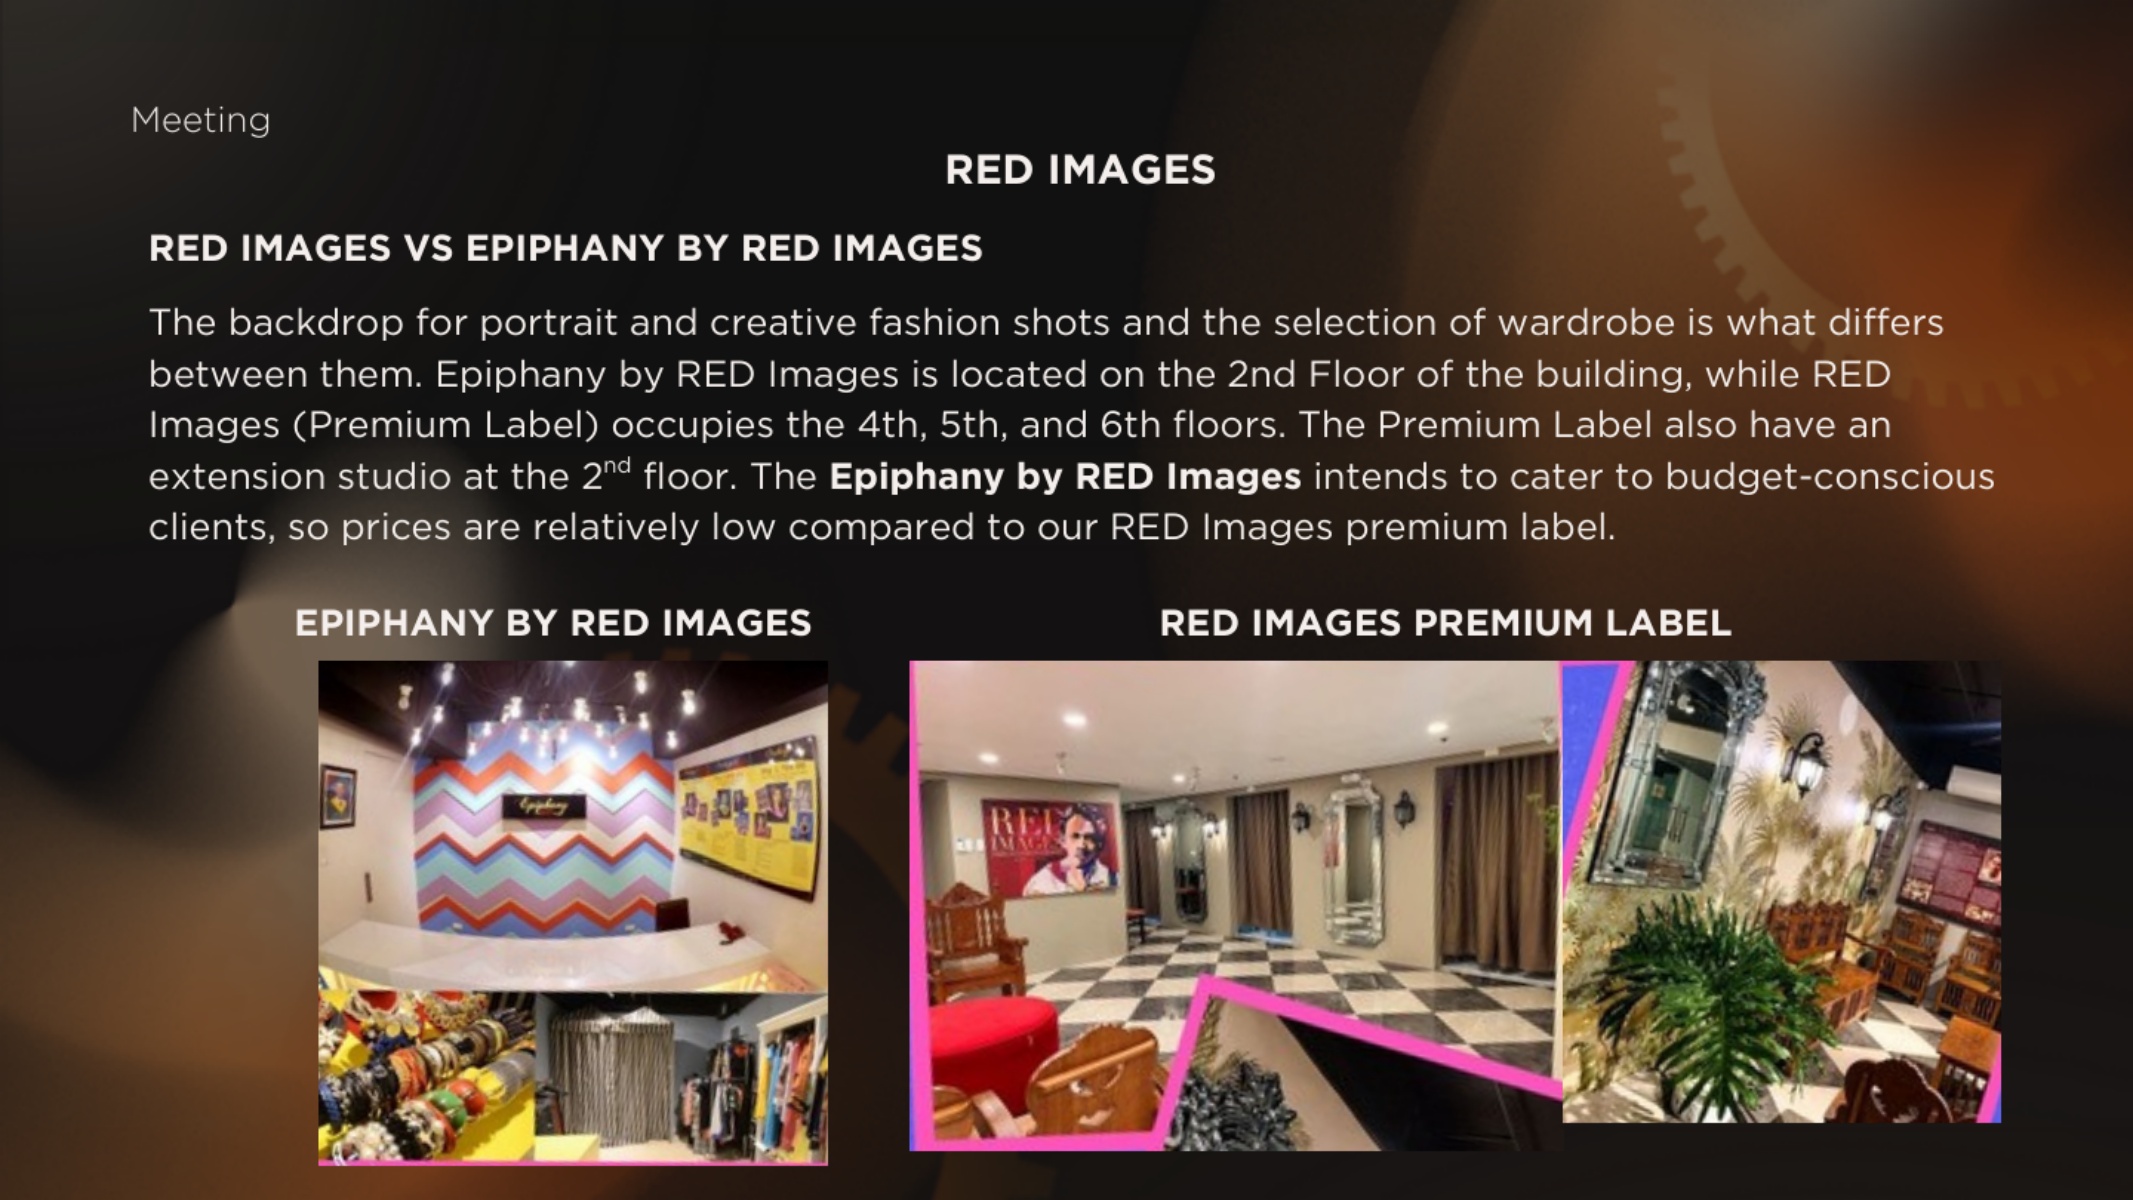 Meeting
RED IMAGES
RED IMAGES VS EPIPHANY BY RED IMAGES
The backdrop for portrait and creative fashion shots and the selection of wardrobe is what differs
between them. Epiphany by RED Images is located on the 2nd Floor of the building, while RED
Images (Premium Label) occupies the 4th, 5th, and 6th floors. The Premium Label also have an
extension studio at the 2nd floor. The Epiphany by RED Images intends to cater to budget-conscious
clients, so prices are relatively low compared to our RED Images premium label.
EPIPHANY BY RED IMAGES
RED IMAGES PREMIUM LABEL
Epiphany
RED
IMAGES